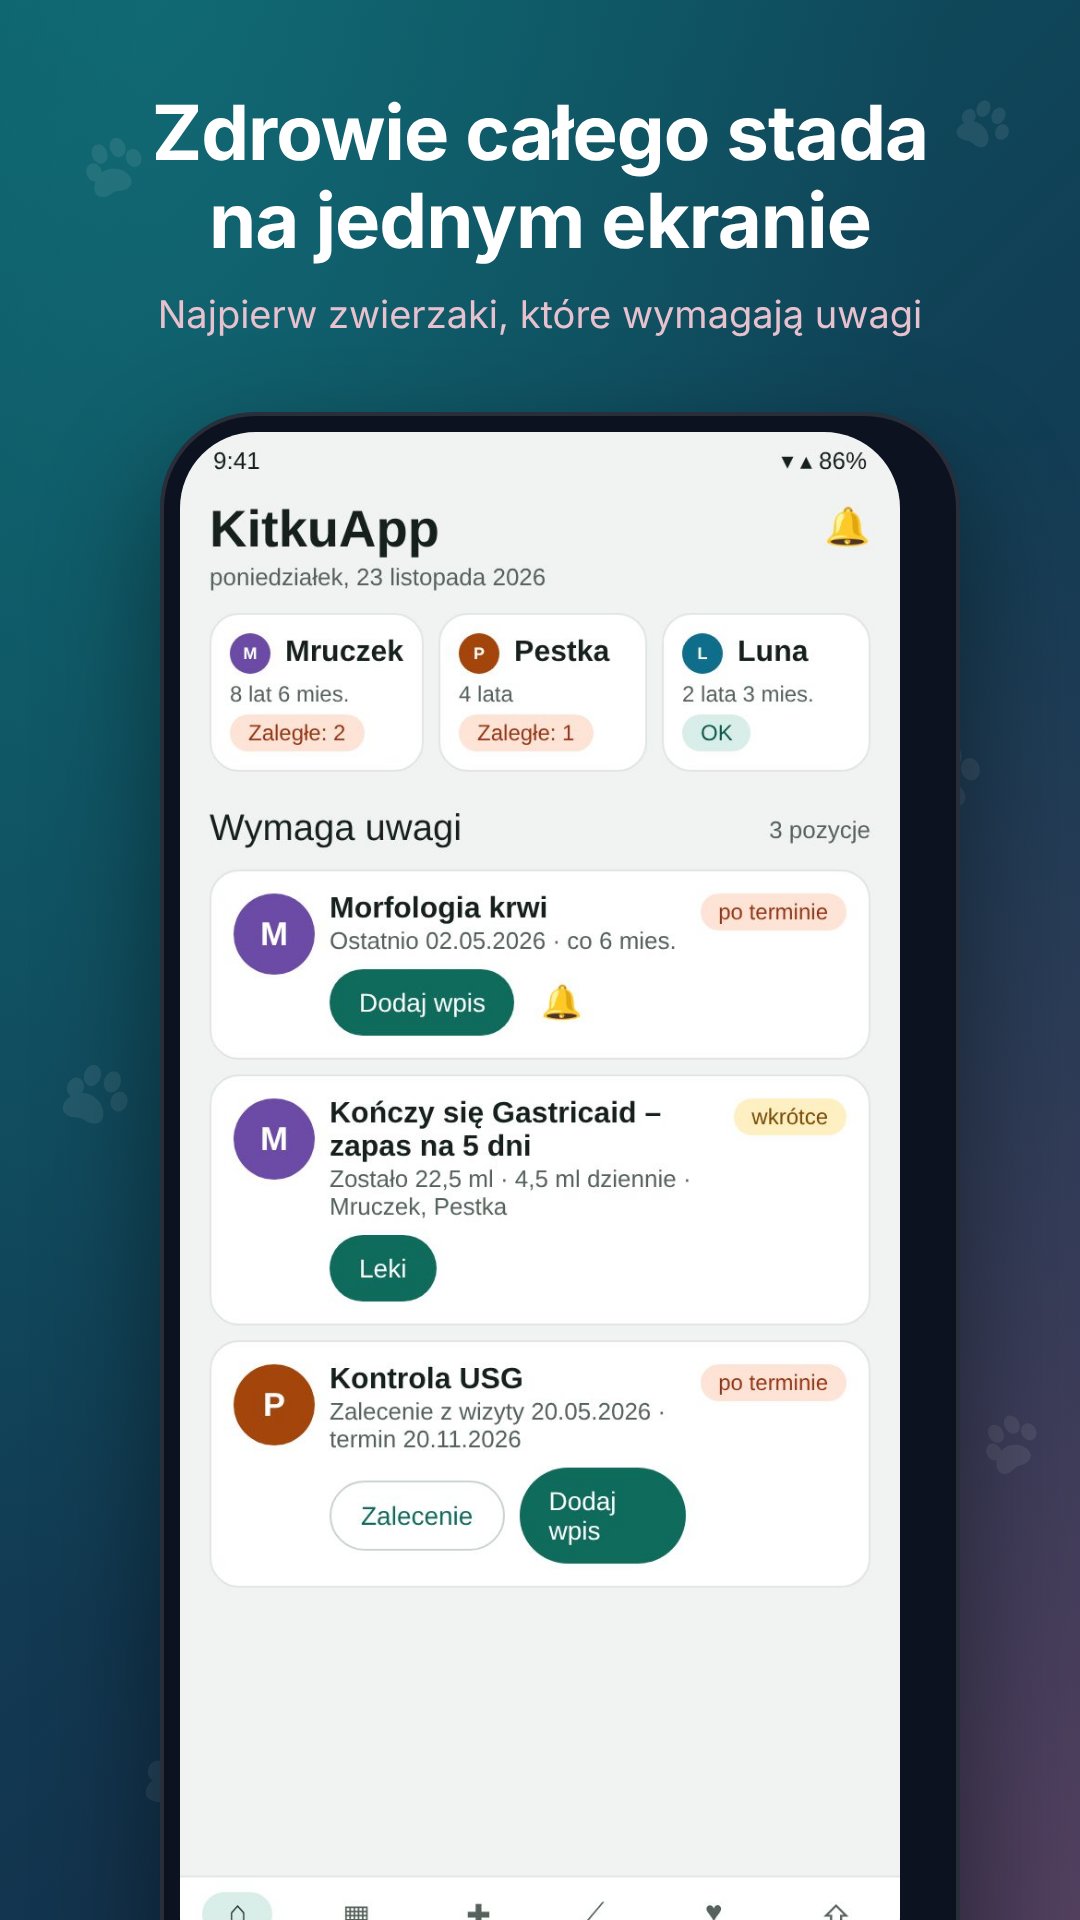 Zdrowie całego stada
na jednym ekranie
Najpierw zwierzaki, które wymagają uwagi
9:41
86%
KitkuApp
poniedziałek, 23 listopada 2026
M Mruczek
8 lat 6 mies.
Zaległe: 2
P Pestka
4 lata
Zaległe: 1
L Luna
2 lata 3 mies.
OK
Wymaga uwagi
3 pozycje
M
Morfologia krwi
po terminie
Ostatnio 02.05.2026 · co 6 mies.
Dodaj wpis
M
Kończy się Gastricaid –
zapas na 5 dni
wkrótce
Zostało 22,5 ml · 4,5 ml dziennie ·
Mruczek, Pestka
Leki
P
Kontrola USG
po terminie
Zalecenie z wizyty 20.05.2026 ·
termin 20.11.2026
Zalecenie
Dodaj
wpis